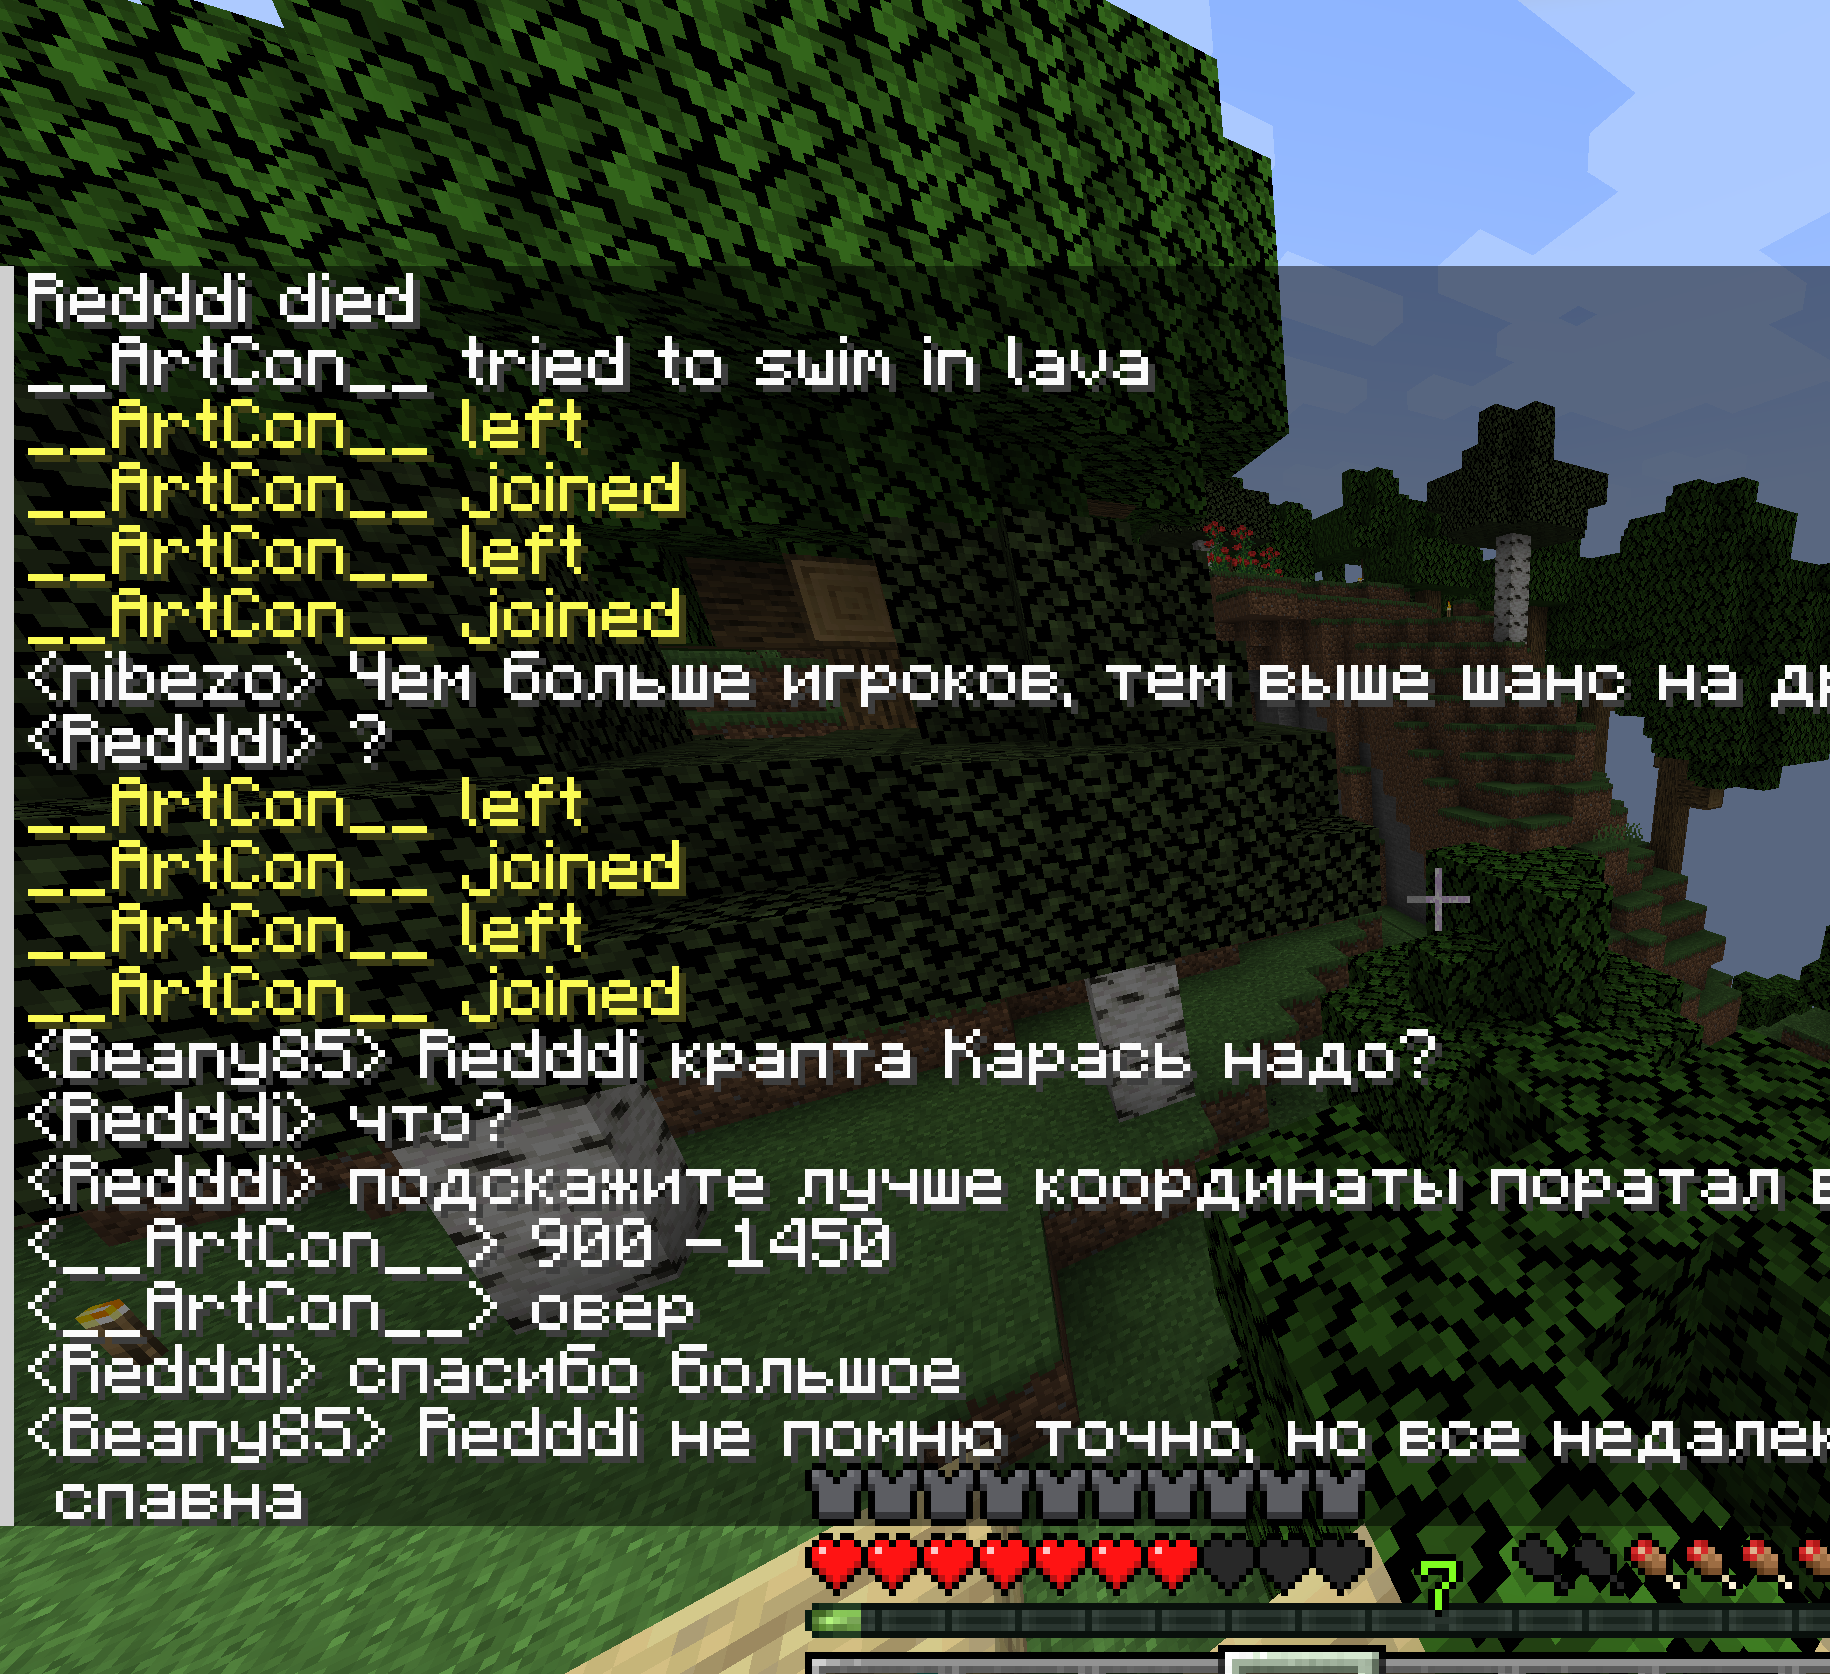 Redddi died
__ArtCon__ tried to swim in lava
__ArtCon__ left
__ArtCon__ joined
__ArtCon__ left
__ArtCon__ joined
<nibezo> Чем больше игроков, тем выше шанс на др
<Redddi> ?
__ArtCon__ left
__ArtCon__ joined
__ArtCon__ left
__ArtCon__ joined
<Beany85> Redddi крапта Карась надо?
<Redddi> что?
<Redddi> подскажите лучше координаты поратал в
<__ArtCon__> 900 -1450
<__ArtCon__> овер
<Redddi> спасибо большое
<Beany85> Redddi не помню точно, но все недалек
спавна
7